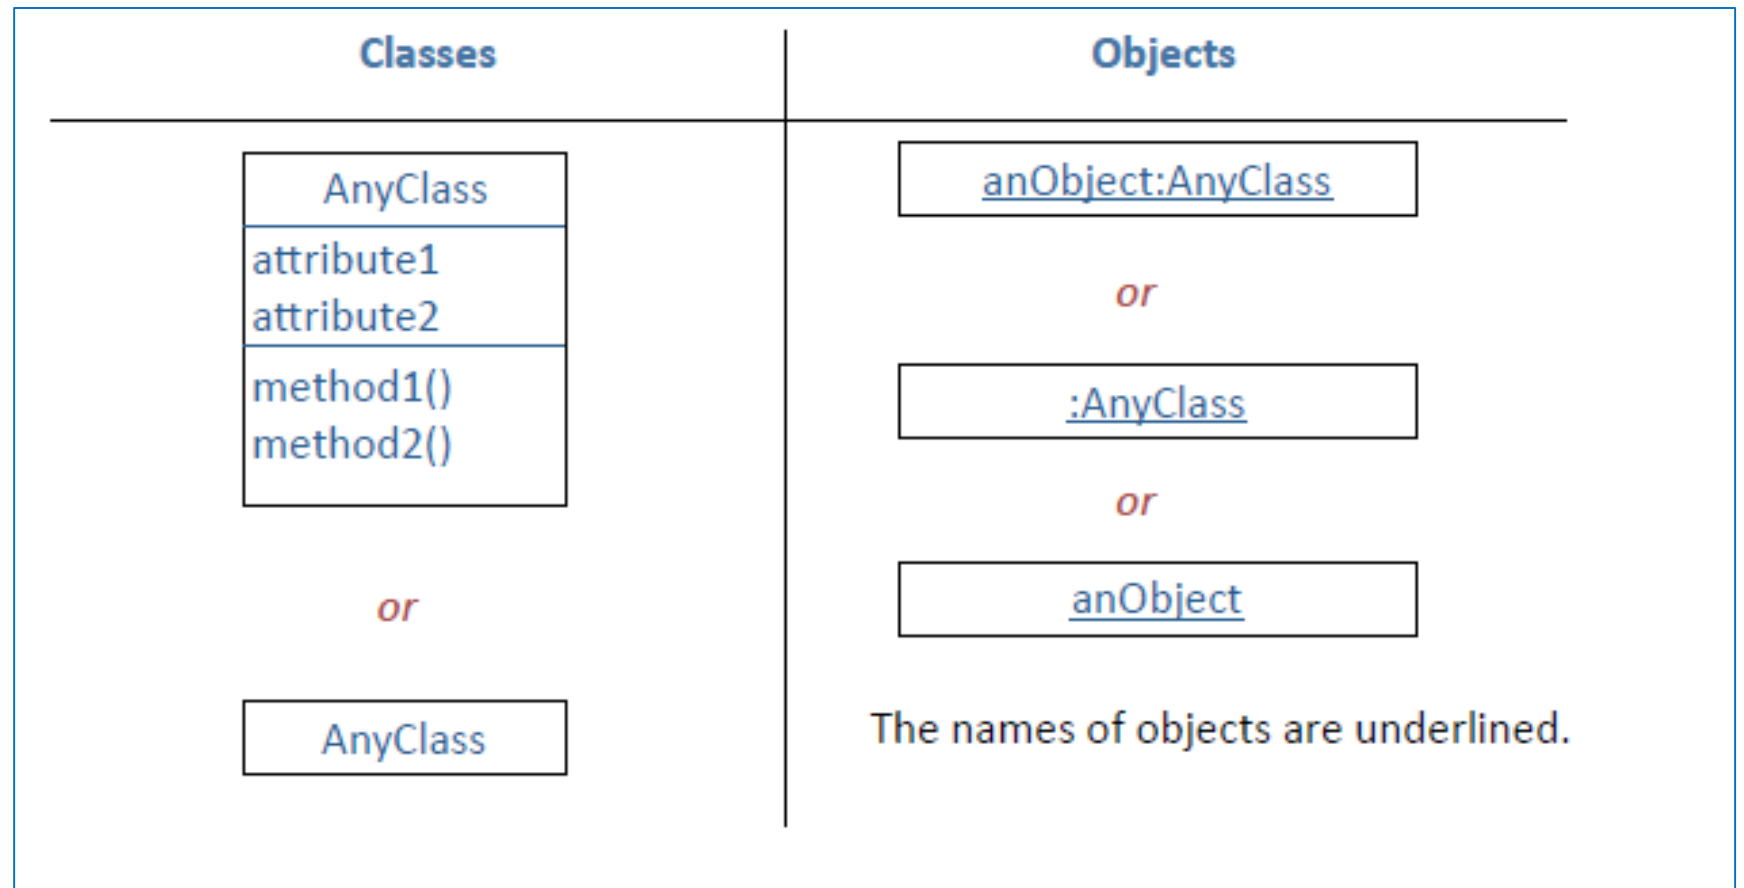 Classes
AnyClass
attribute1
attribute2
method1()
method2()
or
AnyClass
Objects
anObject:AnyClass
or
:AnyClass
or
anObject
The names of objects are underlined.